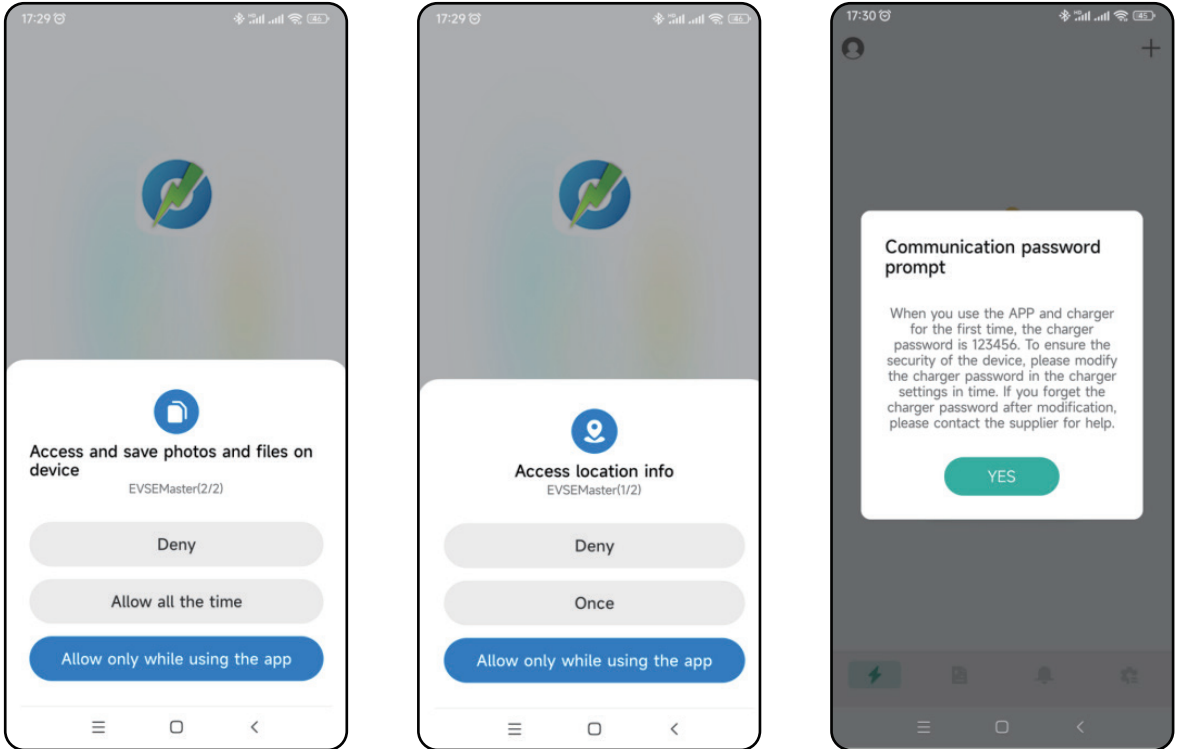 17:29
46
Access and save photos and files on
device
EVSEMaster(2/2)
Deny
Allow all the time
Allow only while using the app
17:29
46
Access location info
EVSEMaster(1/2)
Deny
Once
Allow only while using the app
17:30
45
Communication password
prompt
When you use the APP and charger
for the first time, the charger
password is 123456. To ensure the
security of the device, please modify
the charger password in the charger
settings in time. If you forget the
charger password after modification,
please contact the supplier for help.
YES